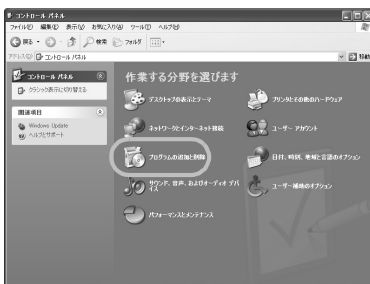 コントロール パネル
ファイル(F) 編集(E) 表示(V) お気に入り(A) ツール(T) ヘルプ(H)
戻る 検索 フォルダ
アドレス(D) コントロール パネル 移動
コントロール パネル
クラシック表示に切り替える
関連項目
Windows Update
ヘルプとサポート
作業する分野を選びます
デスクトップの表示とテーマ
プリンタとその他のハードウェア
ネットワークとインターネット接続
ユーザー アカウント
プログラムの追加と削除
日付、時刻、地域と言語のオプション
サウンド、音声、およびオーディオ デバイス
ユーザー補助のオプション
パフォーマンスとメンテナンス